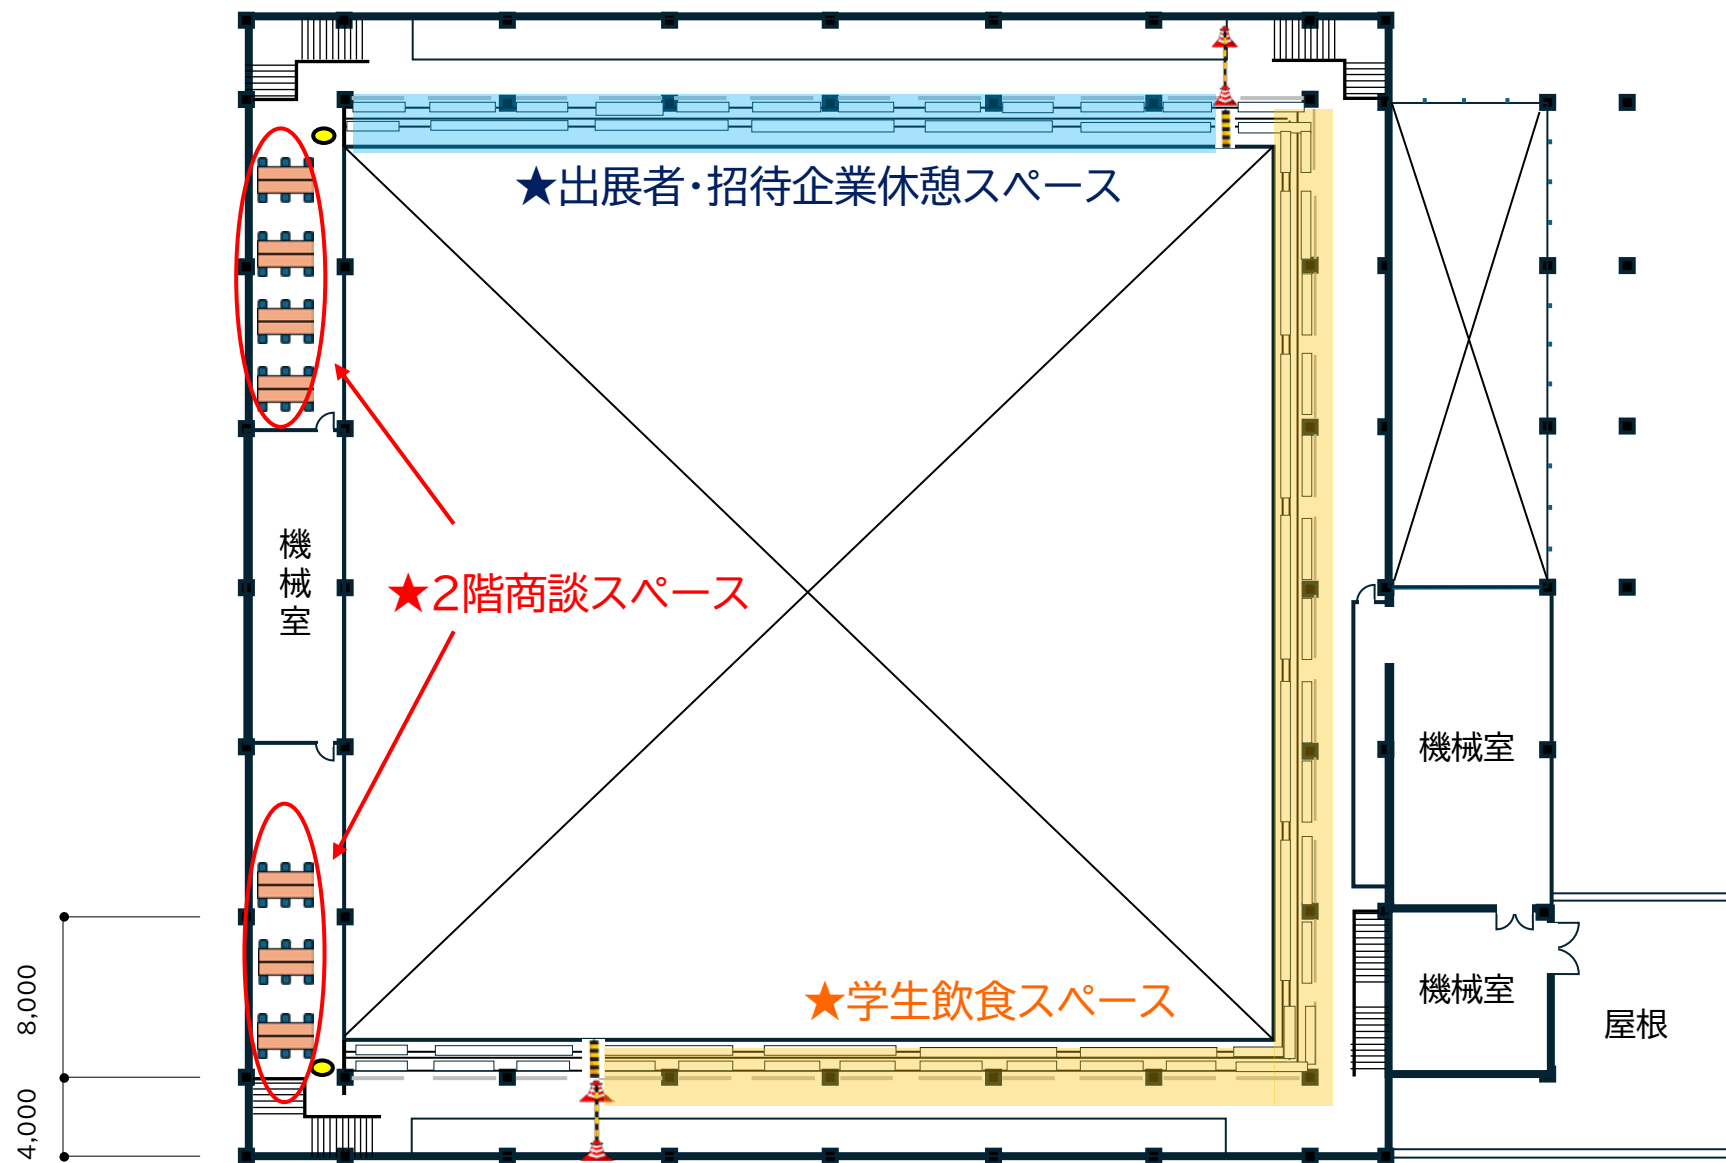 ★出展者・招待企業休憩スペース
機械室
★2階商談スペース
機械室
★学生飲食スペース
機械室
屋根
8,000
4,000